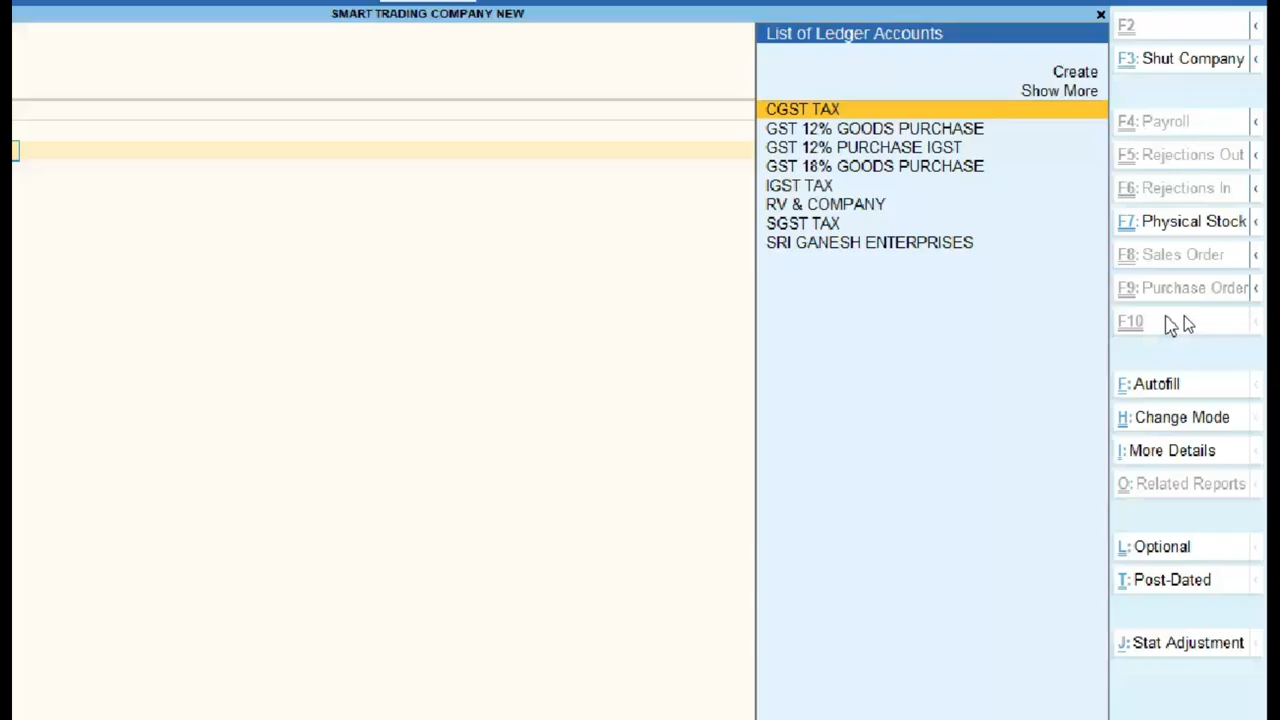 SMART TRADING COMPANY NEW
List of Ledger Accounts
Create
Show More
CGST TAX
GST 12% GOODS PURCHASE
GST 12% PURCHASE IGST
GST 18% GOODS PURCHASE
IGST TAX
RV & COMPANY
SGST TAX
SRI GANESH ENTERPRISES
F2
F3: Shut Company
F4: Payroll
F5: Rejections Out
F6: Rejections In
F7: Physical Stock
F8: Sales Order
F9: Purchase Order
F10
F: Autofill
H: Change Mode
I: More Details
O: Related Reports
L: Optional
T: Post-Dated
J: Stat Adjustment